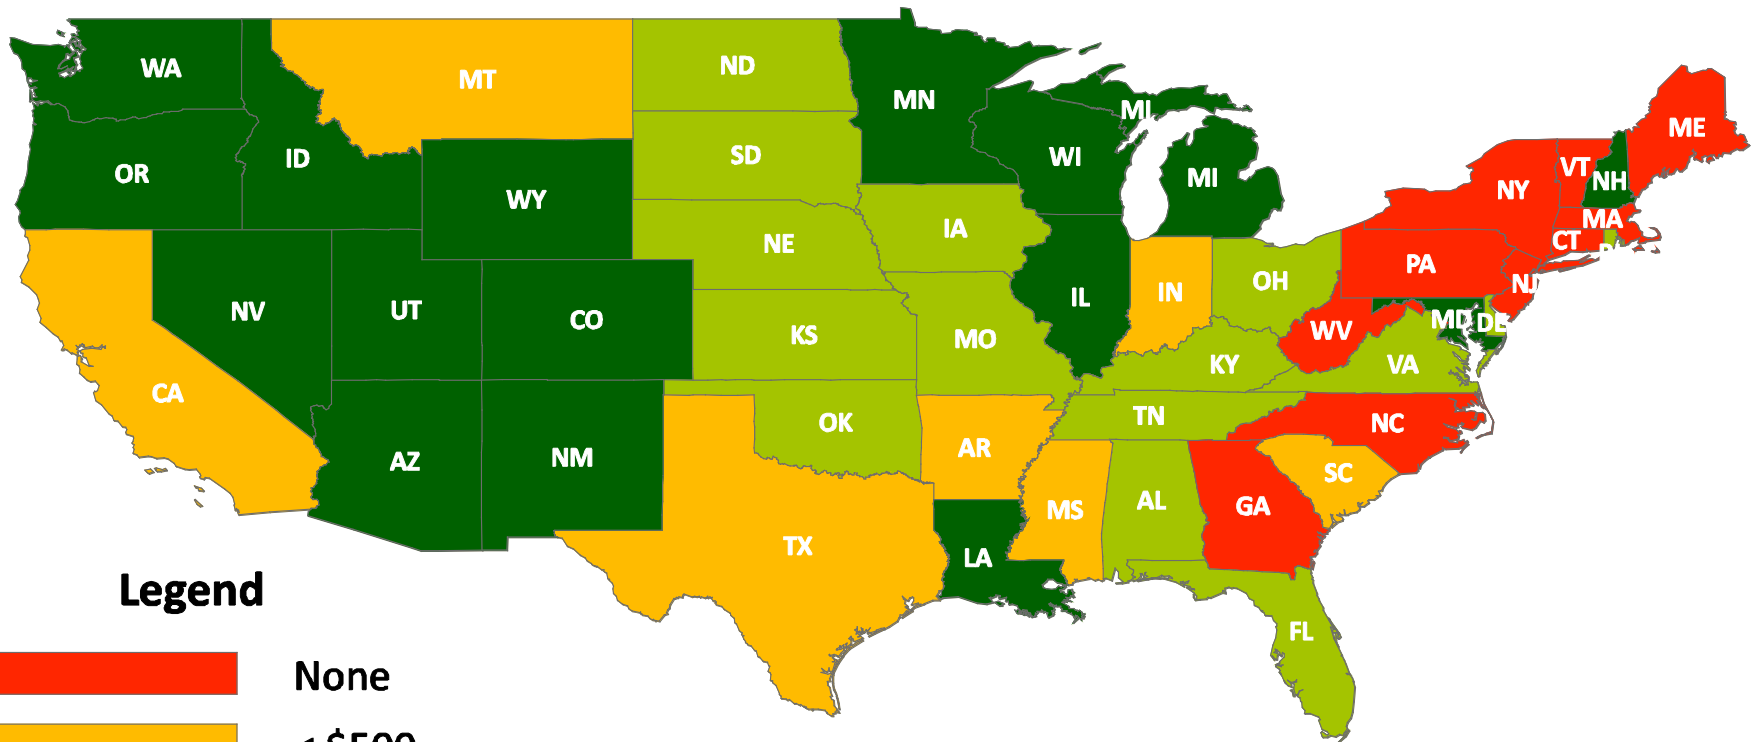 WA
MT
ND
MN
MI
ME
OR
ID
SD
WI
MI
VT
NH
NY
WY
MA
NE
IA
CT
PA
OH
IN
IL
NJ
NV
UT
CO
MD
DE
KS
MO
WV
KY
VA
CA
TN
OK
NC
AZ
NM
AR
SC
MS
AL
GA
TX
LA
Legend
FL
None